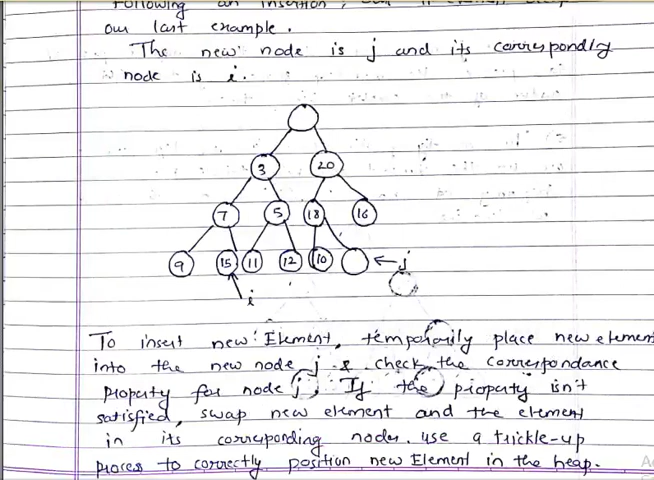 Following an insertion,
our last example.
The new node is j and its correspondly
node is i.
3
20
7
5
18
16
9
15
11
12
10
j
i
To insert new Element, temporarily place new element
into the new node j & check the correspondance
property for node j, If the property isn't
satisfied, swap new element and the element
in its corresponding node. use a trickle-up
process to correctly position new Element in the heap.